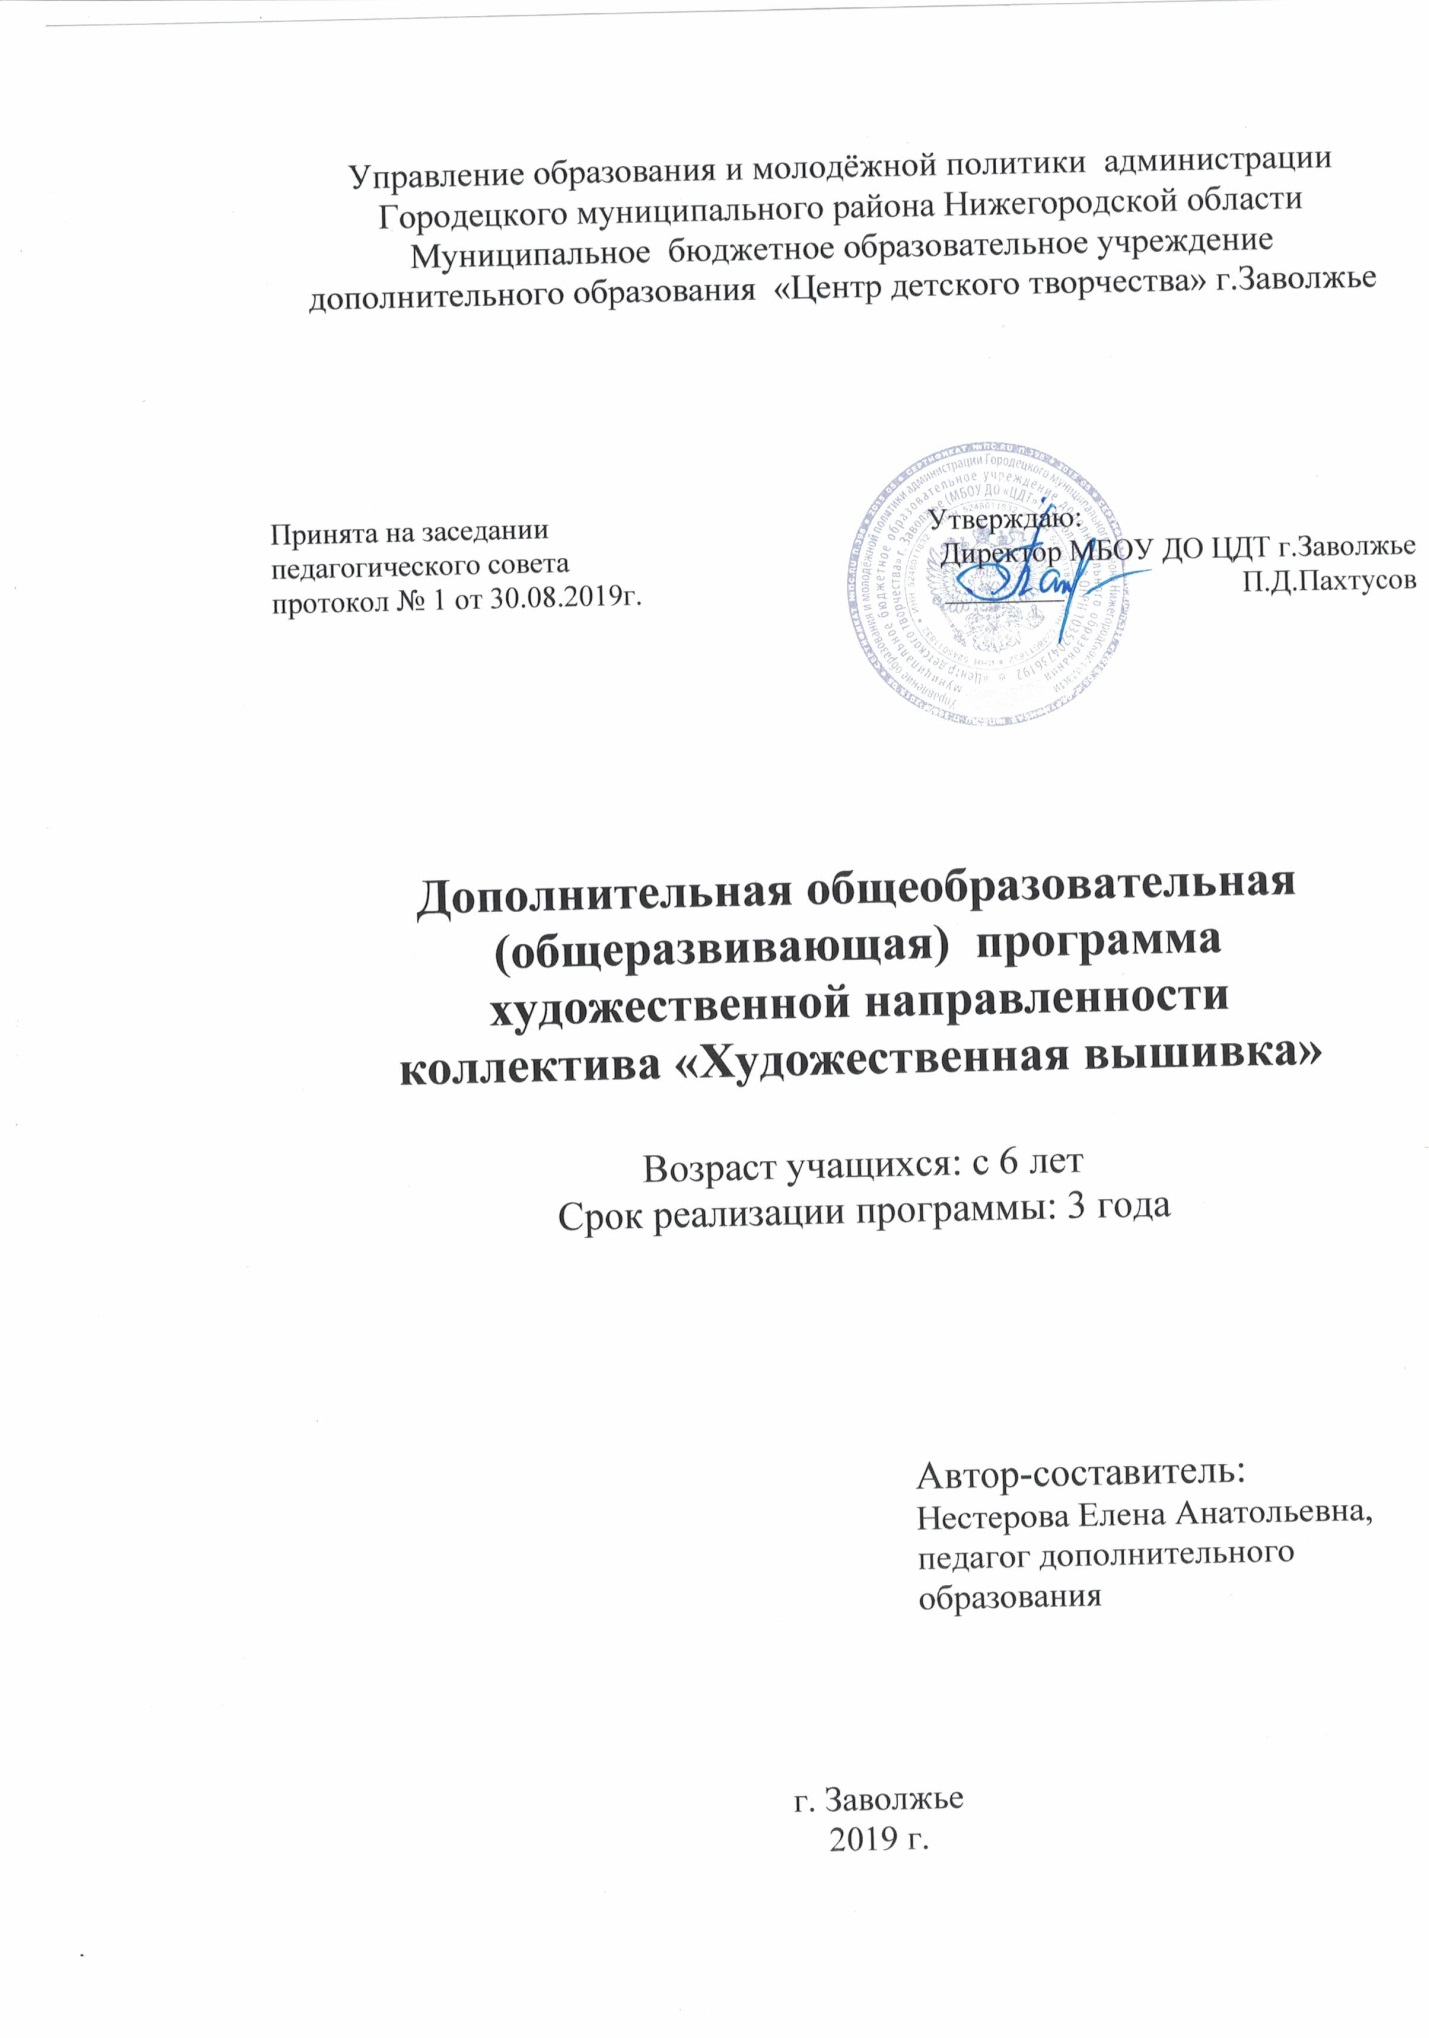 Управление образования и молодёжной политики администрации
Городецкого муниципального района Нижегородской области
Муниципальное бюджетное образовательное учреждение
дополнительного образования «Центр детского творчества» г.Заволжье
Принята на заседании
педагогического совета
протокол № 1 от 30.08.2019г.
Утверждаю:
Директор МБОУ ДО ЦДТ г.Заволжье
П.Д.Пахтусов
Дополнительная общеобразовательная
(общеразвивающая) программа
художественной направленности
коллектива «Художественная вышивка»
Возраст учащихся: с 6 лет
Срок реализации программы: 3 года
Автор-составитель:
Нестерова Елена Анатольевна,
педагог дополнительного
образования
г. Заволжье
2019 г.